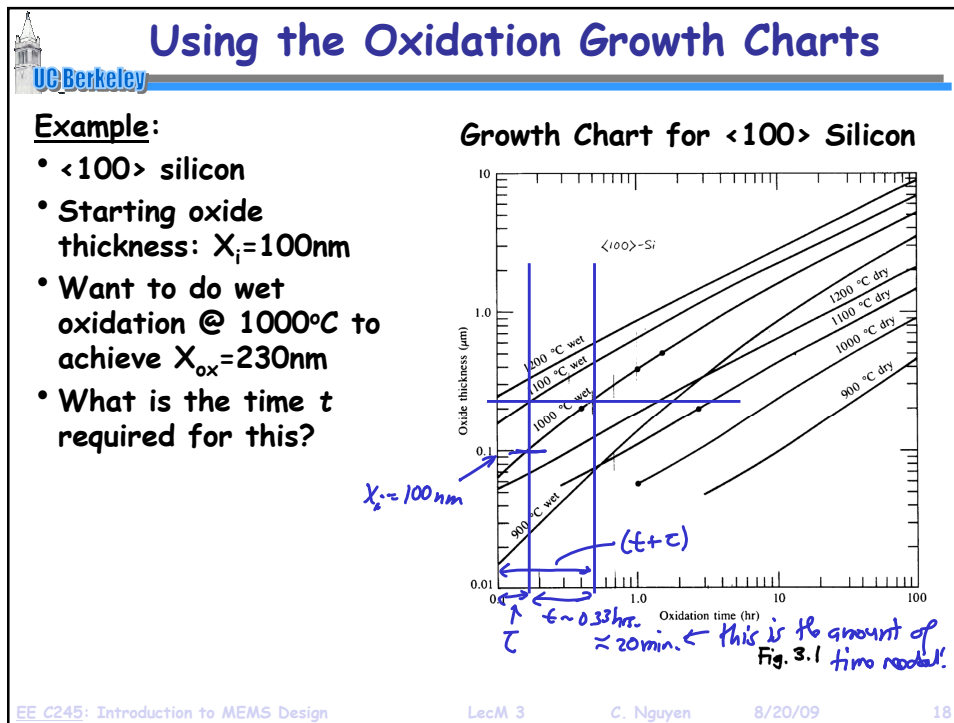 Using the Oxidation Growth Charts
UC Berkeley
Example:
• <100> silicon
• Starting oxide
thickness: Xi=100nm
• Want to do wet
oxidation @ 1000ºC to
achieve Xox=230nm
• What is the time t
required for this?
Growth Chart for <100> Silicon
10
<100>-Si
1200 °C dry
1100 °C dry
1.0
1200 °C wet
1000 °C dry
1100 °C wet
900 °C dry
Oxide thickness (μm)
1000 °C wet
0.1
Xi = 100nm
900 °C wet
(t+τ)
0.01
0.
1.0
10
100
Oxidation time (hr)
τ
t ~ 0.33hrs.
≈ 20min. ← this is the amount of
Fig. 3.1
time needed!
EE C245: Introduction to MEMS Design
LecM 3
C. Nguyen
8/20/09
18